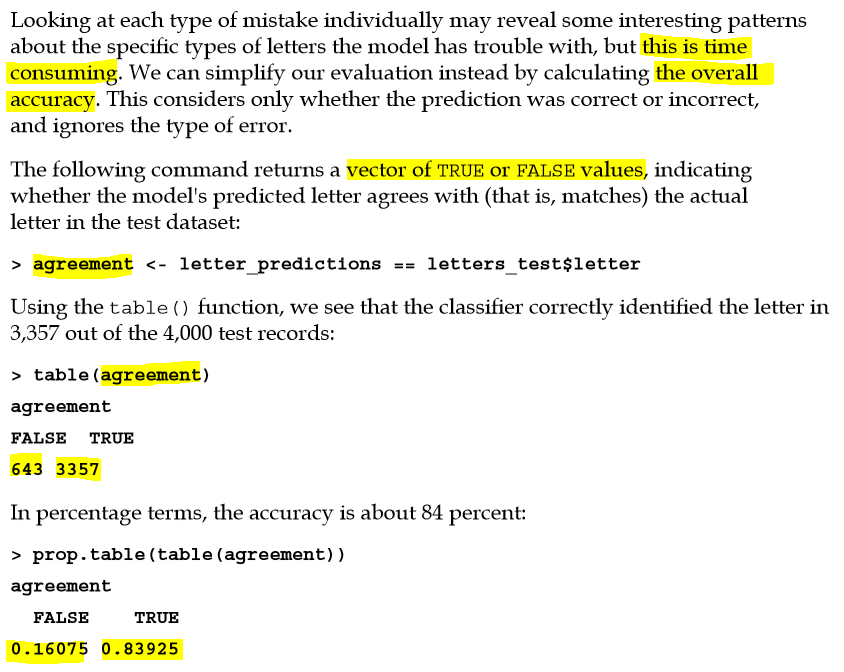 Looking at each type of mistake individually may reveal some interesting patterns
about the specific types of letters the model has trouble with, but this is time
consuming. We can simplify our evaluation instead by calculating the overall
accuracy. This considers only whether the prediction was correct or incorrect,
and ignores the type of error.
The following command returns a vector of TRUE or FALSE values, indicating
whether the model's predicted letter agrees with (that is, matches) the actual
letter in the test dataset:
> agreement <- letter_predictions == letters_test$letter
Using the table() function, we see that the classifier correctly identified the letter in
3,357 out of the 4,000 test records:
> table(agreement)
agreement
FALSE TRUE
643 3357
In percentage terms, the accuracy is about 84 percent:
> prop.table(table(agreement))
agreement
FALSE TRUE
0.16075 0.83925